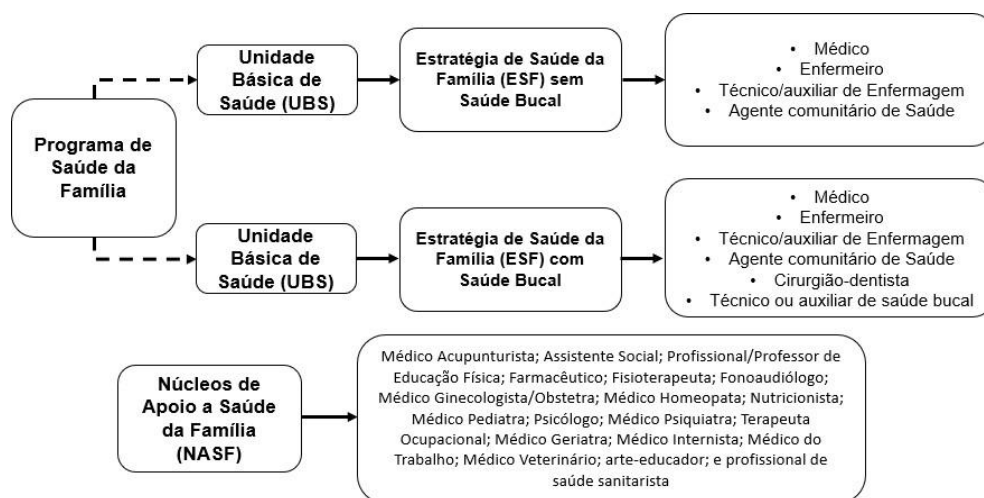 Programa de
Saúde da
Família
Unidade
Básica de
Saúde (UBS)
Estratégia de Saúde da
Família (ESF) sem
Saúde Bucal
• Médico
• Enfermeiro
• Técnico/auxiliar de Enfermagem
• Agente comunitário de Saúde
Unidade
Básica de
Saúde (UBS)
Estratégia de Saúde da
Família (ESF) com
Saúde Bucal
• Médico
• Enfermeiro
• Técnico/auxiliar de Enfermagem
• Agente comunitário de Saúde
• Cirurgião-dentista
• Técnico ou auxiliar de saúde bucal
Núcleos de
Apoio a Saúde
da Família
(NASF)
Médico Acupunturista; Assistente Social; Profissional/Professor de
Educação Física; Farmacêutico; Fisioterapeuta; Fonoaudiólogo;
Médico Ginecologista/Obstetra; Médico Homeopata; Nutricionista;
Médico Pediatra; Psicólogo; Médico Psiquiatra; Terapeuta
Ocupacional; Médico Geriatra; Médico Internista; Médico do
Trabalho; Médico Veterinário; arte-educador; e profissional de
saúde sanitarista